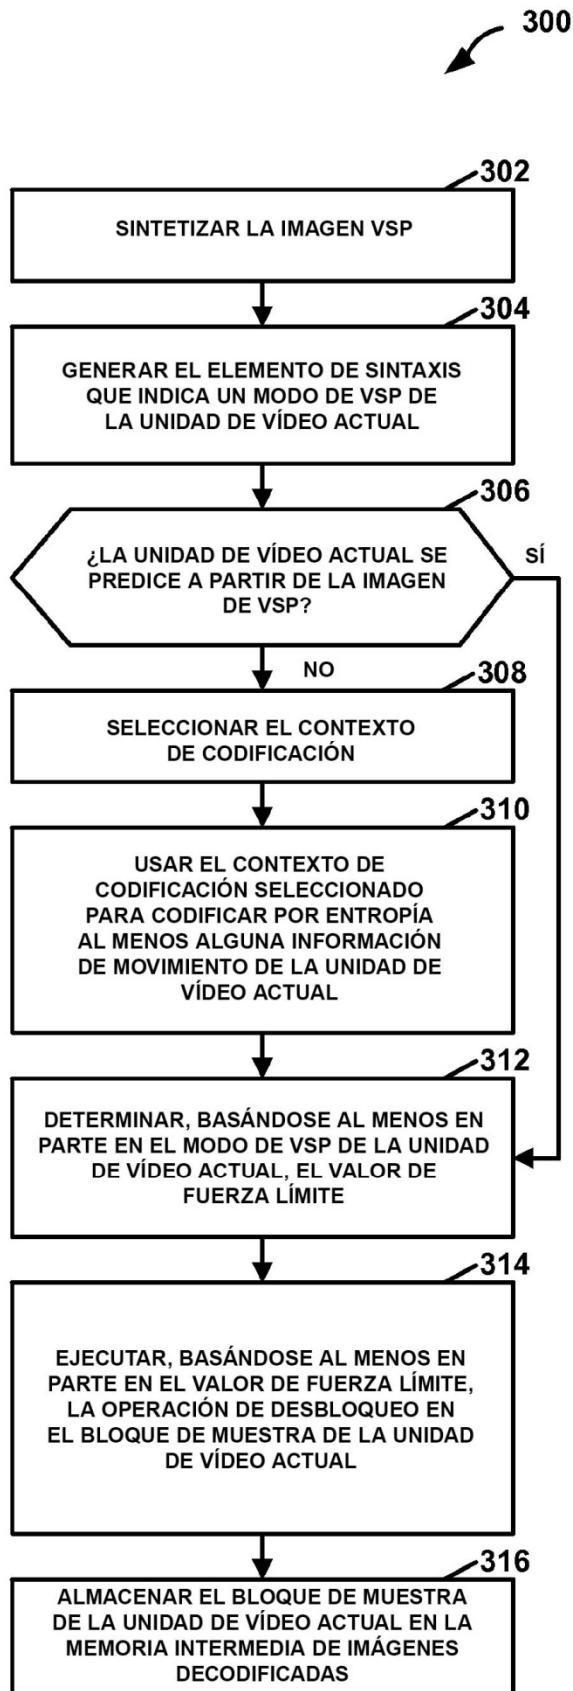 300
302
SINTETIZAR LA IMAGEN VSP
304
GENERAR EL ELEMENTO DE SINTAXIS
QUE INDICA UN MODO DE VSP DE
LA UNIDAD DE VÍDEO ACTUAL
306
¿LA UNIDAD DE VÍDEO ACTUAL SE
PREDICE A PARTIR DE LA IMAGEN
DE VSP?
SÍ
NO
308
SELECCIONAR EL CONTEXTO
DE CODIFICACIÓN
310
USAR EL CONTEXTO DE
CODIFICACIÓN SELECCIONADO
PARA CODIFICAR POR ENTROPÍA
AL MENOS ALGUNA INFORMACIÓN
DE MOVIMIENTO DE LA UNIDAD DE
VÍDEO ACTUAL
312
DETERMINAR, BASÁNDOSE AL MENOS EN
PARTE EN EL MODO DE VSP DE LA UNIDAD
DE VÍDEO ACTUAL, EL VALOR DE
FUERZA LÍMITE
314
EJECUTAR, BASÁNDOSE AL MENOS EN
PARTE EN EL VALOR DE FUERZA LÍMITE,
LA OPERACIÓN DE DESBLOQUEO EN
EL BLOQUE DE MUESTRA DE LA UNIDAD
DE VÍDEO ACTUAL
316
ALMACENAR EL BLOQUE DE MUESTRA
DE LA UNIDAD DE VÍDEO ACTUAL EN LA
MEMORIA INTERMEDIA DE IMÁGENES
DECODIFICADAS